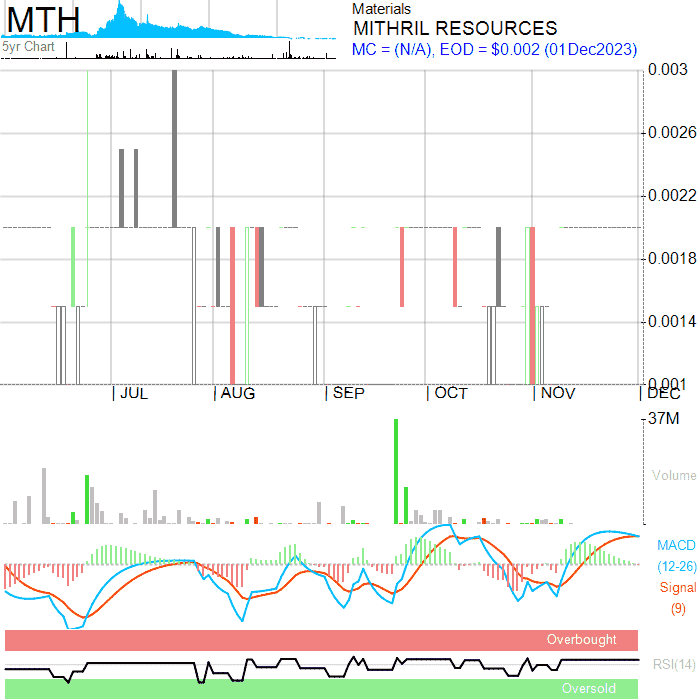 MTH
5yr Chart
Materials
MITHRIL RESOURCES
MC = (N/A), EOD = $0.002 (01Dec2023)
0.003
0.0026
0.0022
0.0018
0.0014
0.001
JUL
AUG
SEP
OCT
NOV
DEC
37M
Volume
MACD
(12-26)
Signal
(9)
Overbought
RSI(14)
Oversold